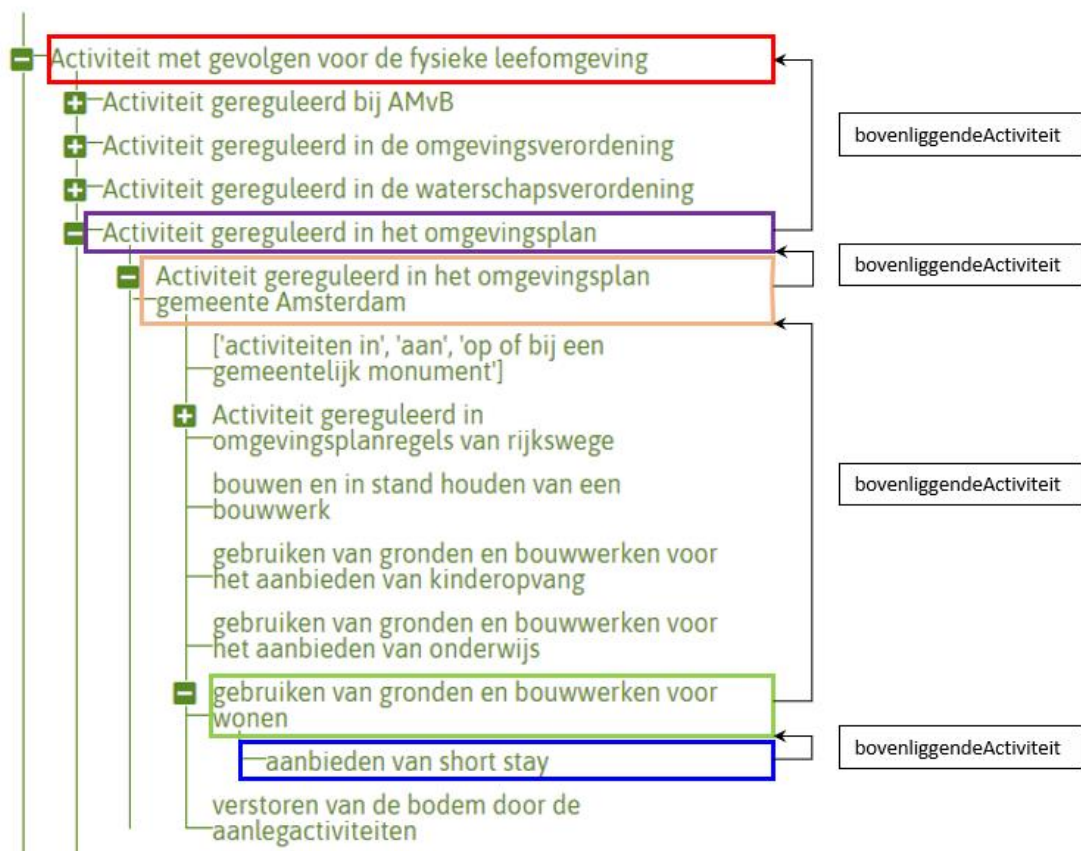 Activiteit met gevolgen voor de fysieke leefomgeving
Activiteit gereguleerd bij AMvB
bovenliggendeActiviteit
Activiteit gereguleerd in de omgevingsverordening
Activiteit gereguleerd in de waterschapsverordening
Activiteit gereguleerd in het omgevingsplan
bovenliggendeActiviteit
Activiteit gereguleerd in het omgevingsplan
gemeente Amsterdam
['activiteiten in', 'aan', 'op of bij een
gemeentelijk monument']
Activiteit gereguleerd in
omgevingsplanregels van rijkswege
bouwen en in stand houden van een
bouwwerk
bovenliggendeActiviteit
gebruiken van gronden en bouwwerken voor
het aanbieden van kinderopvang
gebruiken van gronden en bouwwerken voor
het aanbieden van onderwijs
gebruiken van gronden en bouwwerken voor
wonen
bovenliggendeActiviteit
aanbieden van short stay
verstoren van de bodem door de
aanlegactiviteiten